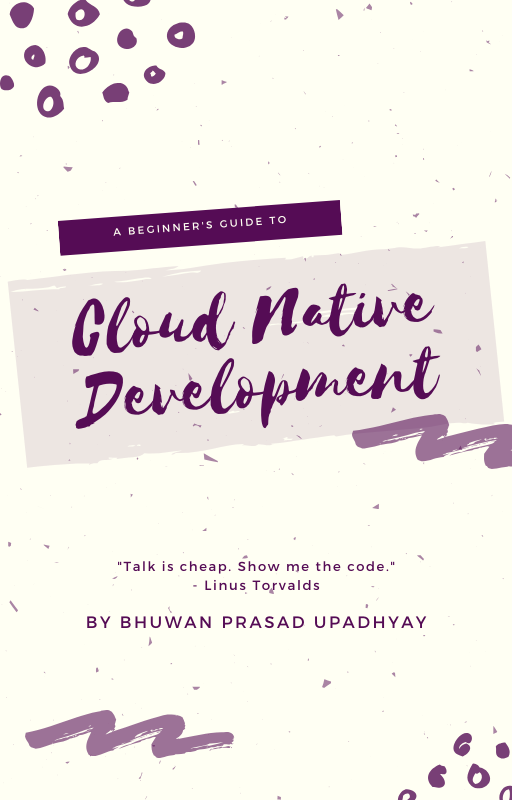 A BEGINNER'S GUIDE TO
Cloud Native
Development
"Talk is cheap. Show me the code."
- Linus Torvalds
BY BHUWAN PRASAD UPADHYAY